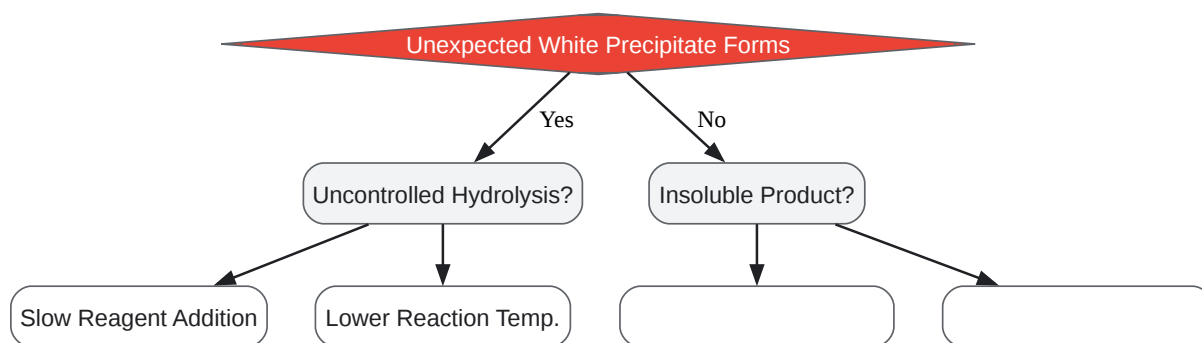 Unexpected White Precipitate Forms
Yes
No
Uncontrolled Hydrolysis?
Insoluble Product?
Slow Reagent Addition
Lower Reaction Temp.